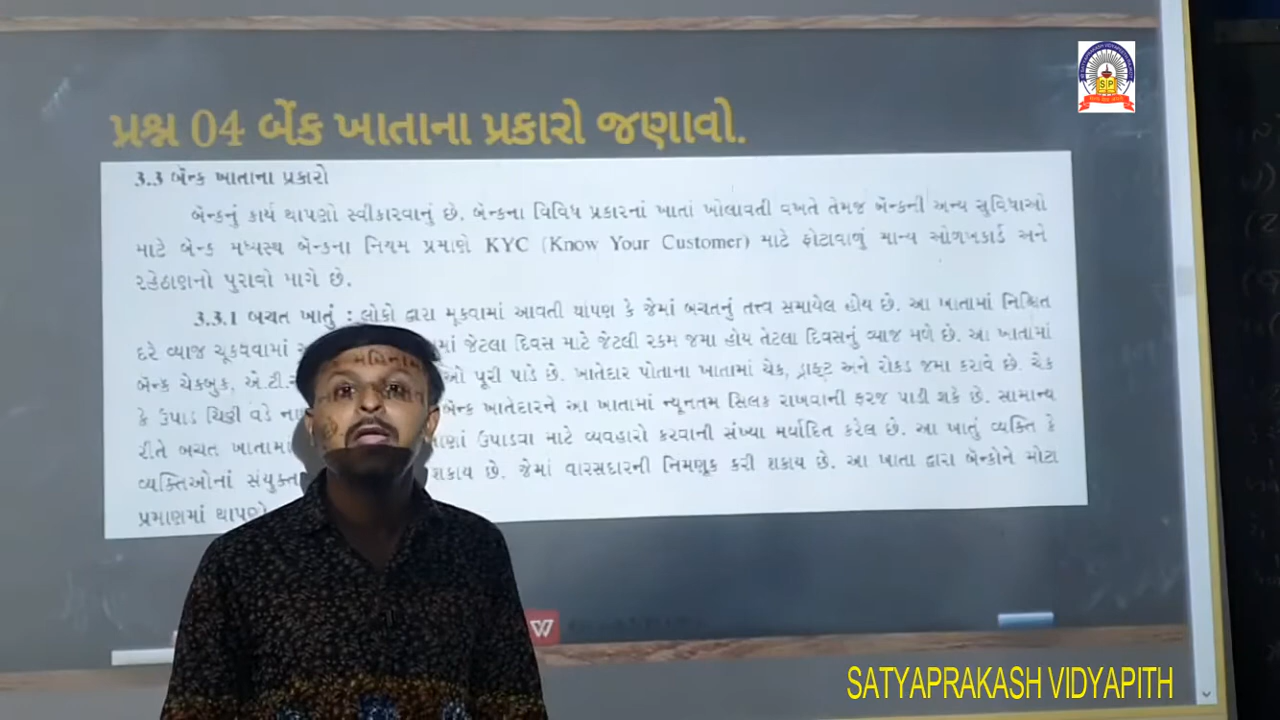 પ્રશ્ન 04 બેંક ખાતાના પ્રકારો જણાવો.
3.3 બૅન્ક ખાતાના પ્રકારો
બૅન્કનું કાર્ય થાપણો સ્વીકારવાનું છે. બૅન્કના વિવિધ પ્રકારનાં ખાતાં ખોલાવતી વખતે તેમજ બૅન્કની અન્ય સુવિધાઓ
માટે બૅન્ક મધ્યસ્થ બૅન્કના નિયમ પ્રમાણે KYC (Know Your Customer) માટે ફોટાવાળું માન્ય ઓળખકાર્ડ અને
રહેઠાણનો પુરાવો માગે છે.
3.3.1 બચત ખાતું : લોકો દ્વારા મૂકવામાં આવતી થાપણ કે જેમાં બચતનું તત્ત્વ સમાયેલ હોય છે. આ ખાતામાં નિશ્ચિત
દરે વ્યાજ ચૂકવવામાં જેટલા દિવસ માટે જેટલી રકમ જમા હોય તેટલા દિવસનું વ્યાજ મળે છે. આ ખાતામાં
બૅન્ક ચેકબુક, પૂરી પાડે છે. ખાતેદાર પોતાના ખાતામાં ચેક, ડ્રાફ્ટ અને રોકડ જમા કરાવે છે. ચેક
કે ઉપાડ ચિઠ્ઠી વડે બૅન્ક ખાતેદારને આ ખાતામાં ન્યૂનતમ સિલક રાખવાની ફરજ પાડી શકે છે. સામાન્ય
રીતે બચત ખાતામાં ઉપાડવા માટે વ્યવહારો કરવાની સંખ્યા મર્યાદિત કરેલ છે. આ ખાતું વ્યક્તિ કે
વ્યક્તિઓનાં સંયુક્ત શકાય છે. જેમાં વારસદારની નિમણૂક કરી શકાય છે. આ ખાતા દ્વારા બૅન્કોને મોટા
પ્રમાણમાં થાપણો
SATYAPRAKASH VIDYAPITH